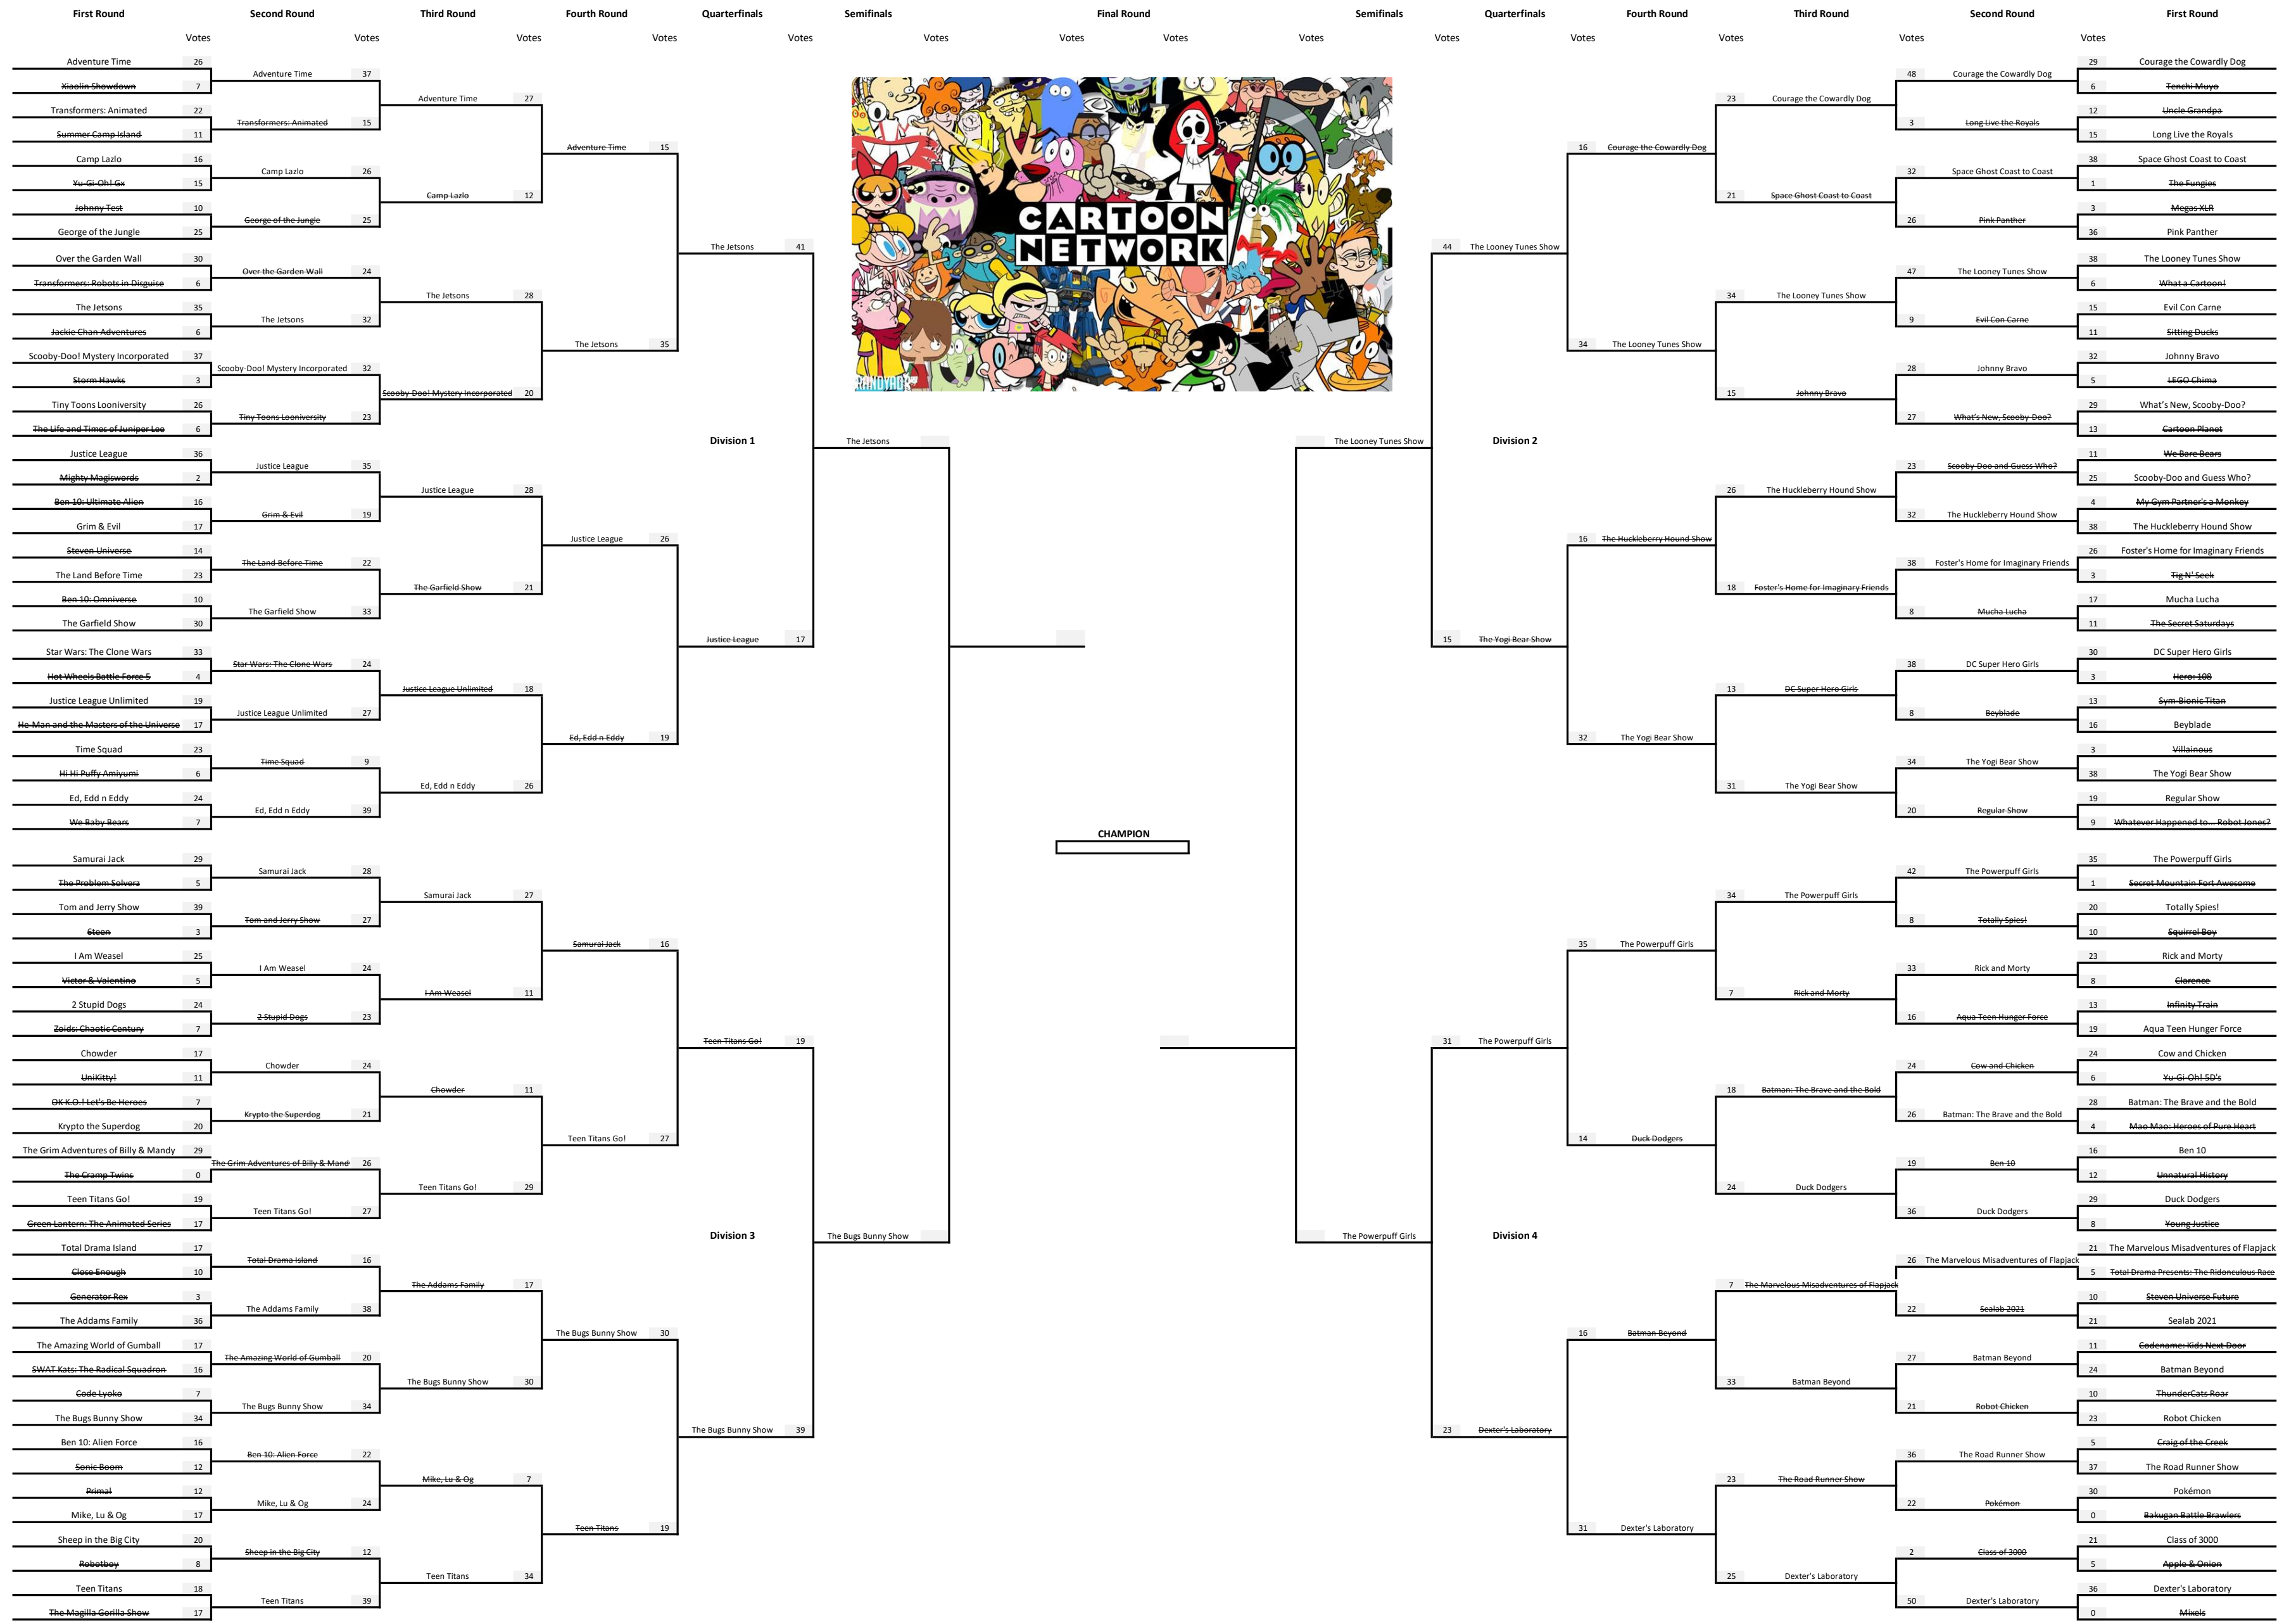 First Round Second Round Third Round Fourth Round Quarterfinals Semifinals Final Round Semifinals Quarterfinals Fourth Round Third Round Second Round First Round
Votes Votes Votes Votes Votes Votes Votes Votes Votes Votes Votes Votes Votes Votes
Adventure Time 26
Xiaolin Showdown 7
Transformers: Animated 22
Summer Camp Island 11
Camp Lazlo 16
Yu-Gi-Oh! Gx 15
Johnny Test 10
George of the Jungle 25
Over the Garden Wall 30
Transformers: Robots in Disguise 6
The Jetsons 35
Jackie Chan Adventures 6
Scooby-Doo! Mystery Incorporated 37
Storm Hawks 3
Tiny Toons Looniversity 26
The Life and Times of Juniper Lee 6
Justice League 36
Mighty Magiswords 2
Ben 10: Ultimate Alien 16
Grim & Evil 17
Steven Universe 14
The Land Before Time 23
Ben 10: Omniverse 10
The Garfield Show 30
Star Wars: The Clone Wars 33
Hot Wheels Battle Force 5 4
Justice League Unlimited 19
He-Man and the Masters of the Universe 17
Time Squad 23
Hi Hi Puffy Amiyumi 6
Ed, Edd n Eddy 24
We Baby Bears 7
Adventure Time 37
Transformers: Animated 15
Camp Lazlo 26
George of the Jungle 25
Over the Garden Wall 24
The Jetsons 32
Scooby-Doo! Mystery Incorporated 32
Tiny Toons Looniversity 23
Justice League 35
Grim & Evil 19
The Land Before Time 22
The Garfield Show 33
Star Wars: The Clone Wars 24
Justice League Unlimited 27
Time Squad 9
Ed, Edd n Eddy 39
Adventure Time 27
Camp Lazlo 12
The Jetsons 28
Scooby-Doo! Mystery Incorporated 20
Justice League 28
The Garfield Show 21
Justice League Unlimited 18
Ed, Edd n Eddy 26
Adventure Time 15
The Jetsons 35
Justice League 26
Ed, Edd n Eddy 19
The Jetsons 41
Justice League 17
Division 1
The Jetsons
Samurai Jack 29
The Problem Solverz 5
Tom and Jerry Show 39
6teen 3
I Am Weasel 25
Victor & Valentino 5
2 Stupid Dogs 24
Zoids: Chaotic Century 7
Chowder 17
UniKitty! 11
OK K.O.! Let's Be Heroes 7
Krypto the Superdog 20
The Grim Adventures of Billy & Mandy 29
The Cramp Twins 0
Teen Titans Go! 19
Green Lantern: The Animated Series 17
Total Drama Island 17
Close Enough 10
Generator Rex 3
The Addams Family 36
The Amazing World of Gumball 17
SWAT Kats: The Radical Squadron 16
Code Lyoko 7
The Bugs Bunny Show 34
Ben 10: Alien Force 16
Sonic Boom 12
Primal 12
Mike, Lu & Og 17
Sheep in the Big City 20
Robotboy 8
Teen Titans 18
The Magilla Gorilla Show 17
Samurai Jack 28
Tom and Jerry Show 27
I Am Weasel 24
2 Stupid Dogs 23
Chowder 24
Krypto the Superdog 21
The Grim Adventures of Billy & Mand 26
Teen Titans Go! 27
Total Drama Island 16
The Addams Family 38
The Amazing World of Gumball 20
The Bugs Bunny Show 34
Ben 10: Alien Force 22
Mike, Lu & Og 24
Sheep in the Big City 12
Teen Titans 39
Samurai Jack 27
I Am Weasel 11
Chowder 11
Teen Titans Go! 29
The Addams Family 17
The Bugs Bunny Show 30
Mike, Lu & Og 7
Teen Titans 34
Samurai Jack 16
Teen Titans Go! 27
The Bugs Bunny Show 30
Teen Titans 19
Teen Titans Go! 19
The Bugs Bunny Show 39
Division 3
The Bugs Bunny Show
CARTOON
NETWORK
CHAMPION
The Looney Tunes Show
Division 2
44 The Looney Tunes Show
15 The Yogi Bear Show
16 Courage the Cowardly Dog
34 The Looney Tunes Show
16 The Huckleberry Hound Show
32 The Yogi Bear Show
23 Courage the Cowardly Dog
21 Space Ghost Coast to Coast
34 The Looney Tunes Show
15 Johnny Bravo
26 The Huckleberry Hound Show
18 Foster's Home for Imaginary Friends
13 DC Super Hero Girls
31 The Yogi Bear Show
48 Courage the Cowardly Dog
3 Long Live the Royals
32 Space Ghost Coast to Coast
26 Pink Panther
47 The Looney Tunes Show
9 Evil Con Carne
28 Johnny Bravo
27 What's New, Scooby-Doo?
23 Scooby-Doo and Guess Who?
32 The Huckleberry Hound Show
38 Foster's Home for Imaginary Friends
8 Mucha Lucha
38 DC Super Hero Girls
8 Beyblade
34 The Yogi Bear Show
20 Regular Show
29 Courage the Cowardly Dog
6 Tenchi Muyo
12 Uncle Grandpa
15 Long Live the Royals
38 Space Ghost Coast to Coast
1 The Fungies
3 Megas XLR
36 Pink Panther
38 The Looney Tunes Show
6 What a Cartoon!
15 Evil Con Carne
11 Sitting Ducks
32 Johnny Bravo
5 LEGO Chima
29 What's New, Scooby-Doo?
13 Cartoon Planet
11 We Bare Bears
25 Scooby-Doo and Guess Who?
4 My Gym Partner's a Monkey
38 The Huckleberry Hound Show
26 Foster's Home for Imaginary Friends
3 Tig N' Seek
17 Mucha Lucha
11 The Secret Saturdays
30 DC Super Hero Girls
3 Hero: 108
13 Sym-Bionic Titan
16 Beyblade
3 Villainous
38 The Yogi Bear Show
19 Regular Show
9 Whatever Happened to... Robot Jones?
The Powerpuff Girls
Division 4
31 The Powerpuff Girls
23 Dexter's Laboratory
35 The Powerpuff Girls
14 Duck Dodgers
16 Batman Beyond
31 Dexter's Laboratory
34 The Powerpuff Girls
7 Rick and Morty
18 Batman: The Brave and the Bold
24 Duck Dodgers
7 The Marvelous Misadventures of Flapjack
33 Batman Beyond
23 The Road Runner Show
25 Dexter's Laboratory
42 The Powerpuff Girls
8 Totally Spies!
33 Rick and Morty
16 Aqua Teen Hunger Force
24 Cow and Chicken
26 Batman: The Brave and the Bold
19 Ben 10
36 Duck Dodgers
26 The Marvelous Misadventures of Flapjack
22 Sealab 2021
27 Batman Beyond
21 Robot Chicken
36 The Road Runner Show
22 Pokémon
2 Class of 3000
50 Dexter's Laboratory
35 The Powerpuff Girls
1 Secret Mountain Fort Awesome
20 Totally Spies!
10 Squirrel Boy
23 Rick and Morty
8 Clarence
13 Infinity Train
19 Aqua Teen Hunger Force
24 Cow and Chicken
6 Yu-Gi-Oh! 5D's
28 Batman: The Brave and the Bold
4 Mao Mao: Heroes of Pure Heart
16 Ben 10
12 Unnatural History
29 Duck Dodgers
8 Young Justice
21 The Marvelous Misadventures of Flapjack
5 Total Drama Presents: The Ridonculous Race
10 Steven Universe Future
21 Sealab 2021
11 Codename: Kids Next Door
24 Batman Beyond
10 ThunderCats Roar
23 Robot Chicken
5 Craig of the Creek
37 The Road Runner Show
30 Pokémon
0 Bakugan Battle Brawlers
21 Class of 3000
5 Apple & Onion
36 Dexter's Laboratory
0 Mixels